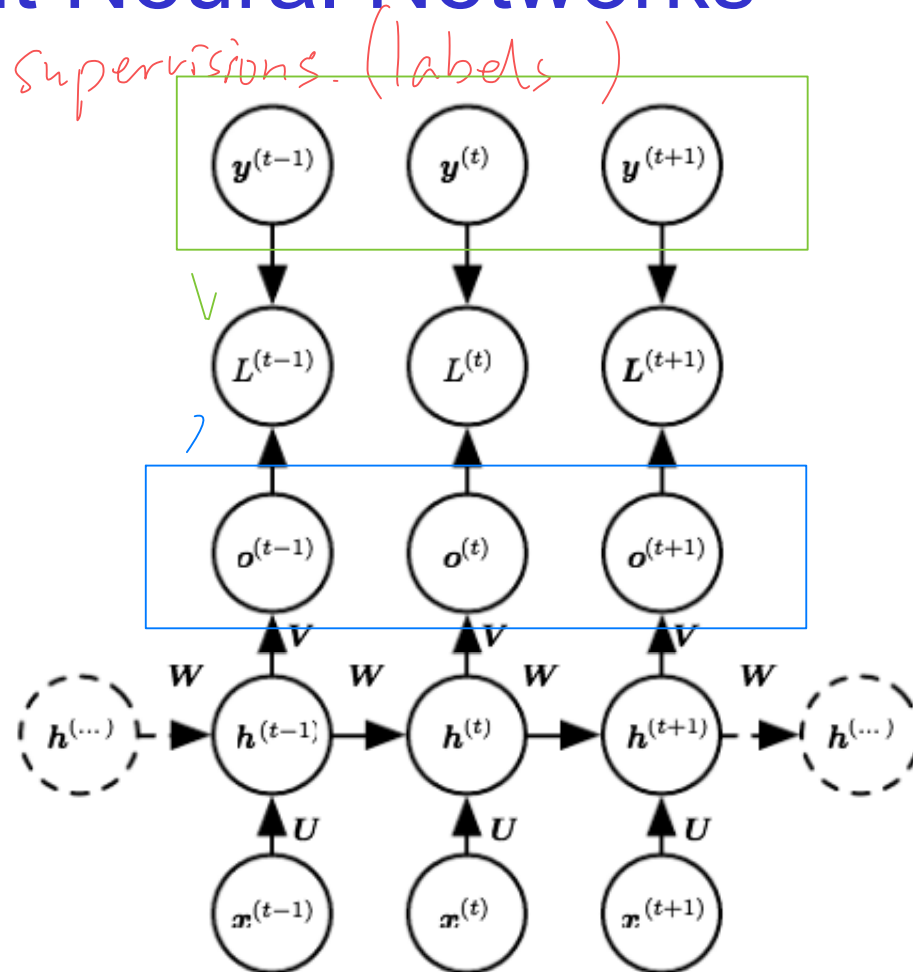 Neural Networks
supervisions. (labels )
y(t−1) y(t) y(t+1)
L(t−1) L(t) L(t+1)
o(t−1) o(t) o(t+1)
V V V
W W W W
h(...) h(t−1) h(t) h(t+1) h(...)
U U U
x(t−1) x(t) x(t+1)